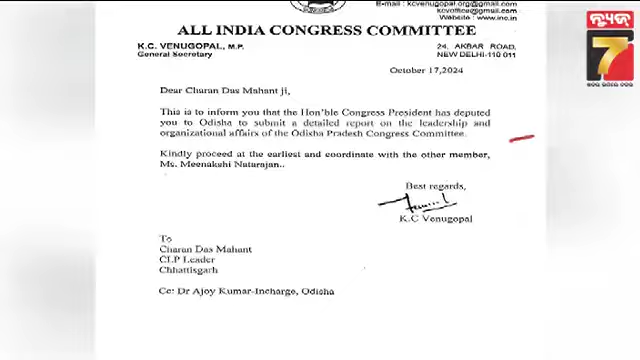 E-mail : kcvenugopal.org@gmail.com
kcvoffice@gmail.com
Website : www.inc.in
ALL INDIA CONGRESS COMMITTEE
K.C. VENUGOPAL, M.P.
General Secretary
24, AKBAR ROAD,
NEW DELHI-110 011
October 17,2024
Dear Charan Das Mahant ji,
This is to inform you that the Hon'ble Congress President has deputed
you to Odisha to submit a detailed report on the leadership and
organizational affairs of the Odisha Pradesh Congress Committee.
Kindly proceed at the earliest and coordinate with the other member,
Ms. Meenakshi Natarajan..
Best regards,
K.C Venugopal
To
Charan Das Mahant
CLP Leader
Chhattisgarh
Cc: Dr Ajoy Kumar-Incharge, Odisha
ନ୍ୟୁଜ୍
7